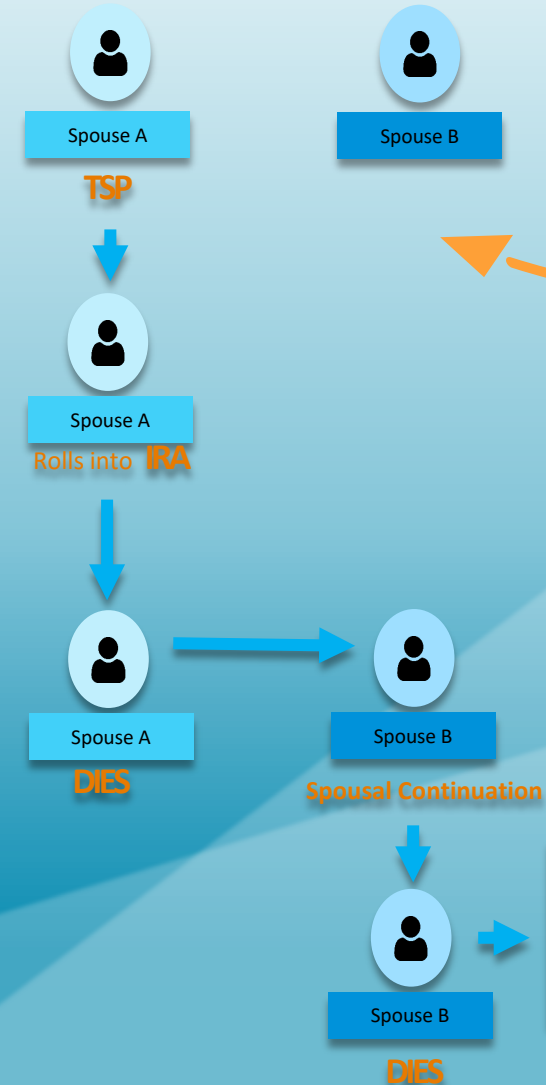 Spouse A
Spouse B
TSP
Spouse A
Rolls into IRA
Spouse A
Spouse B
DIES
Spousal Continuation
Spouse B
DIES